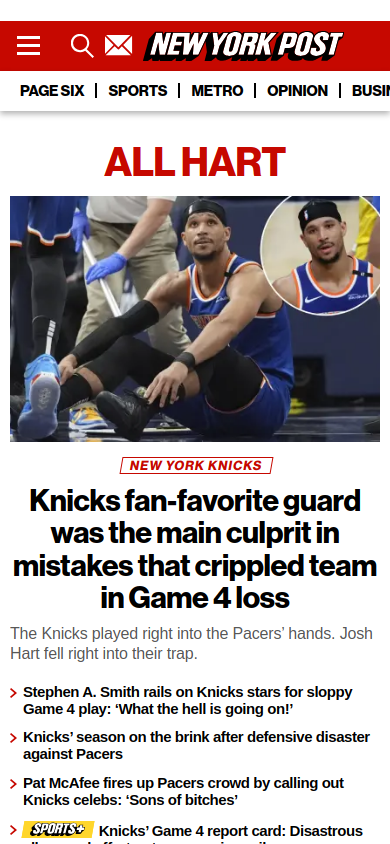 NEW YORK POST
PAGE SIX
SPORTS
METRO
OPINION
BUSI
ALL HART
NEW YORK KNICKS
Knicks fan-favorite guard
was the main culprit in
mistakes that crippled team
in Game 4 loss
The Knicks played right into the Pacers’ hands. Josh
Hart fell right into their trap.
Stephen A. Smith rails on Knicks stars for sloppy
Game 4 play: ‘What the hell is going on!’
Knicks’ season on the brink after defensive disaster
against Pacers
Pat McAfee fires up Pacers crowd by calling out
Knicks celebs: ‘Sons of bitches’
SPORTS+ Knicks’ Game 4 report card: Disastrous